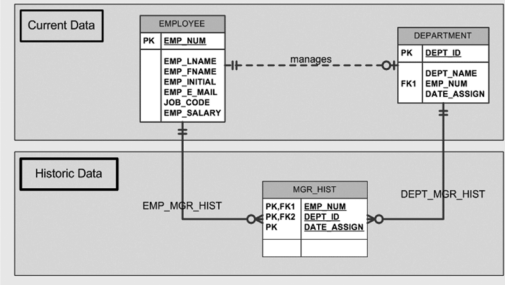 Current Data
EMPLOYEE
PK EMP_NUM
EMP_LNAME
EMP_FNAME
EMP_INITIAL
EMP_E_MAIL
JOB_CODE
EMP_SALARY
manages
DEPARTMENT
PK DEPT_ID
DEPT_NAME
FK1 EMP_NUM
DATE_ASSIGN
Historic Data
EMP_MGR_HIST
MGR_HIST
PK,FK1 EMP_NUM
PK,FK2 DEPT_ID
PK DATE_ASSIGN
DEPT_MGR_HIST